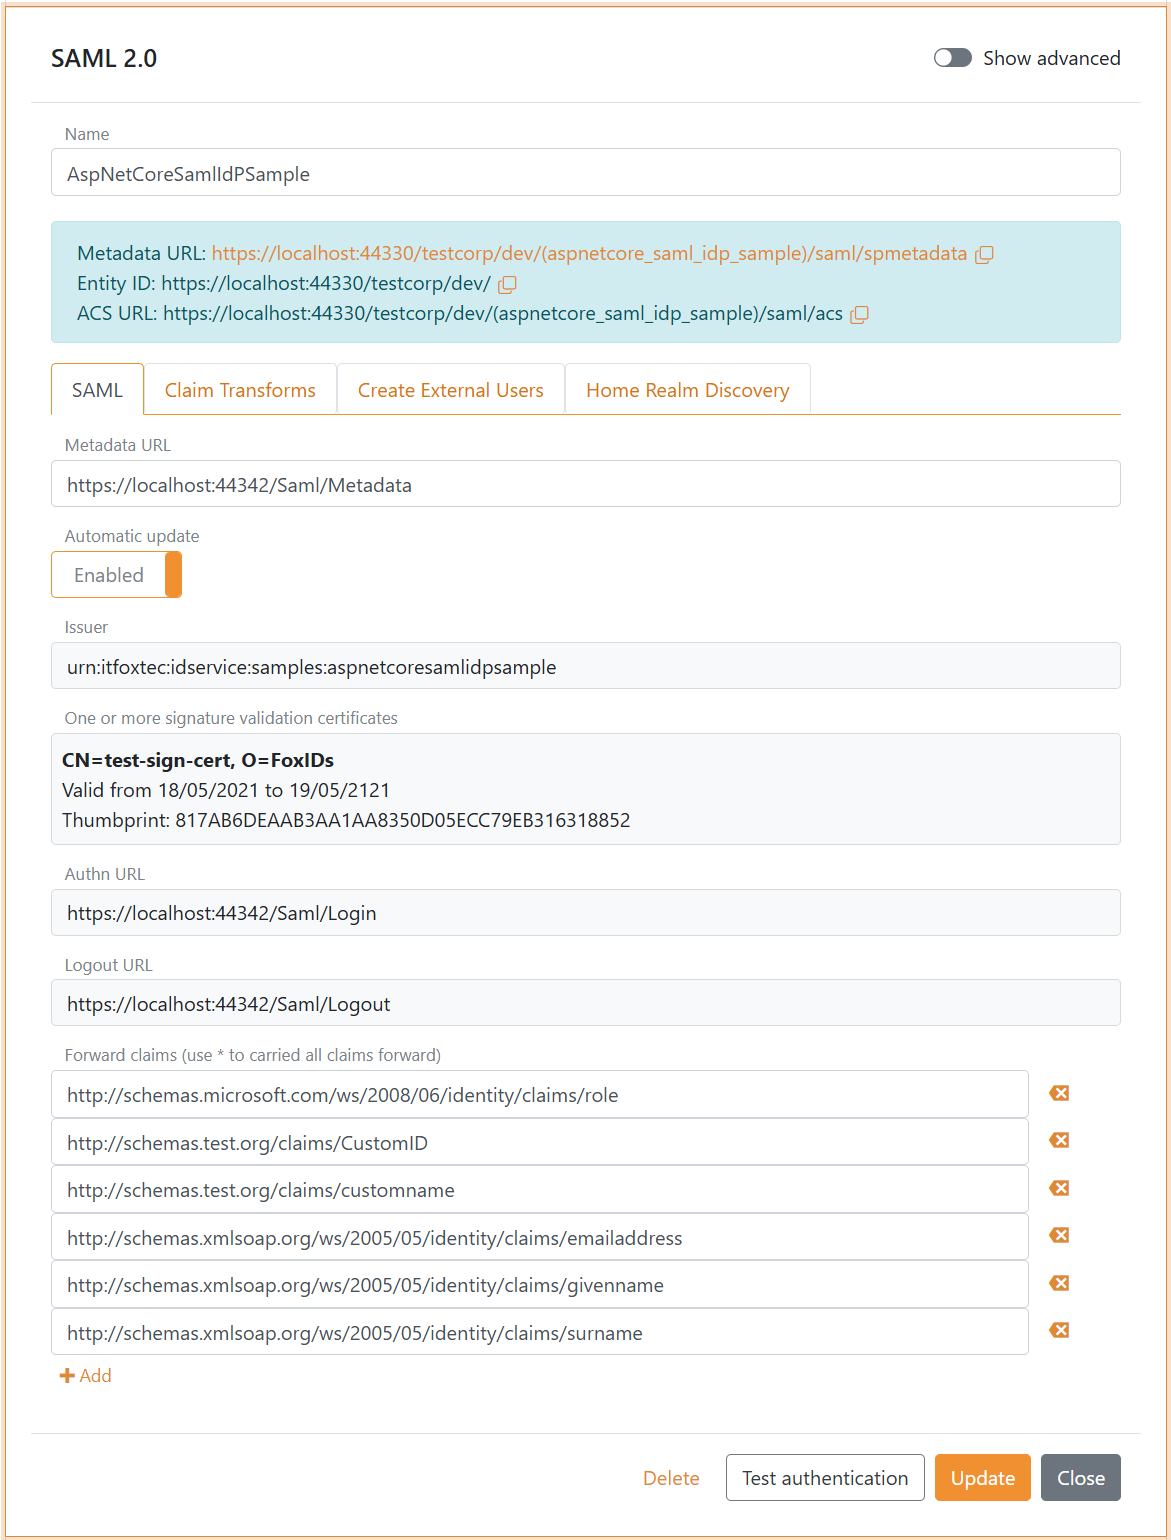 SAML 2.0
Show advanced
Name
AspNetCoreSamlIdPSample
Metadata URL: https://localhost:44330/testcorp/dev/(aspnetcore_saml_idp_sample)/saml/spmetadata
Entity ID: https://localhost:44330/testcorp/dev/
ACS URL: https://localhost:44330/testcorp/dev/(aspnetcore_saml_idp_sample)/saml/acs
SAML
Claim Transforms
Create External Users
Home Realm Discovery
Metadata URL
https://localhost:44342/Saml/Metadata
Automatic update
Enabled
Issuer
urn:itfoxtec:idservice:samples:aspnetcoresamlidpsample
One or more signature validation certificates
CN=test-sign-cert, O=FoxIDs
Valid from 18/05/2021 to 19/05/2121
Thumbprint: 817AB6DEAAB3AA1AA8350D05ECC79EB316318852
Authn URL
https://localhost:44342/Saml/Login
Logout URL
https://localhost:44342/Saml/Logout
Forward claims (use * to carried all claims forward)
http://schemas.microsoft.com/ws/2008/06/identity/claims/role
http://schemas.test.org/claims/CustomID
http://schemas.test.org/claims/customname
http://schemas.xmlsoap.org/ws/2005/05/identity/claims/emailaddress
http://schemas.xmlsoap.org/ws/2005/05/identity/claims/givenname
http://schemas.xmlsoap.org/ws/2005/05/identity/claims/surname
Add
Delete
Test authentication
Update
Close